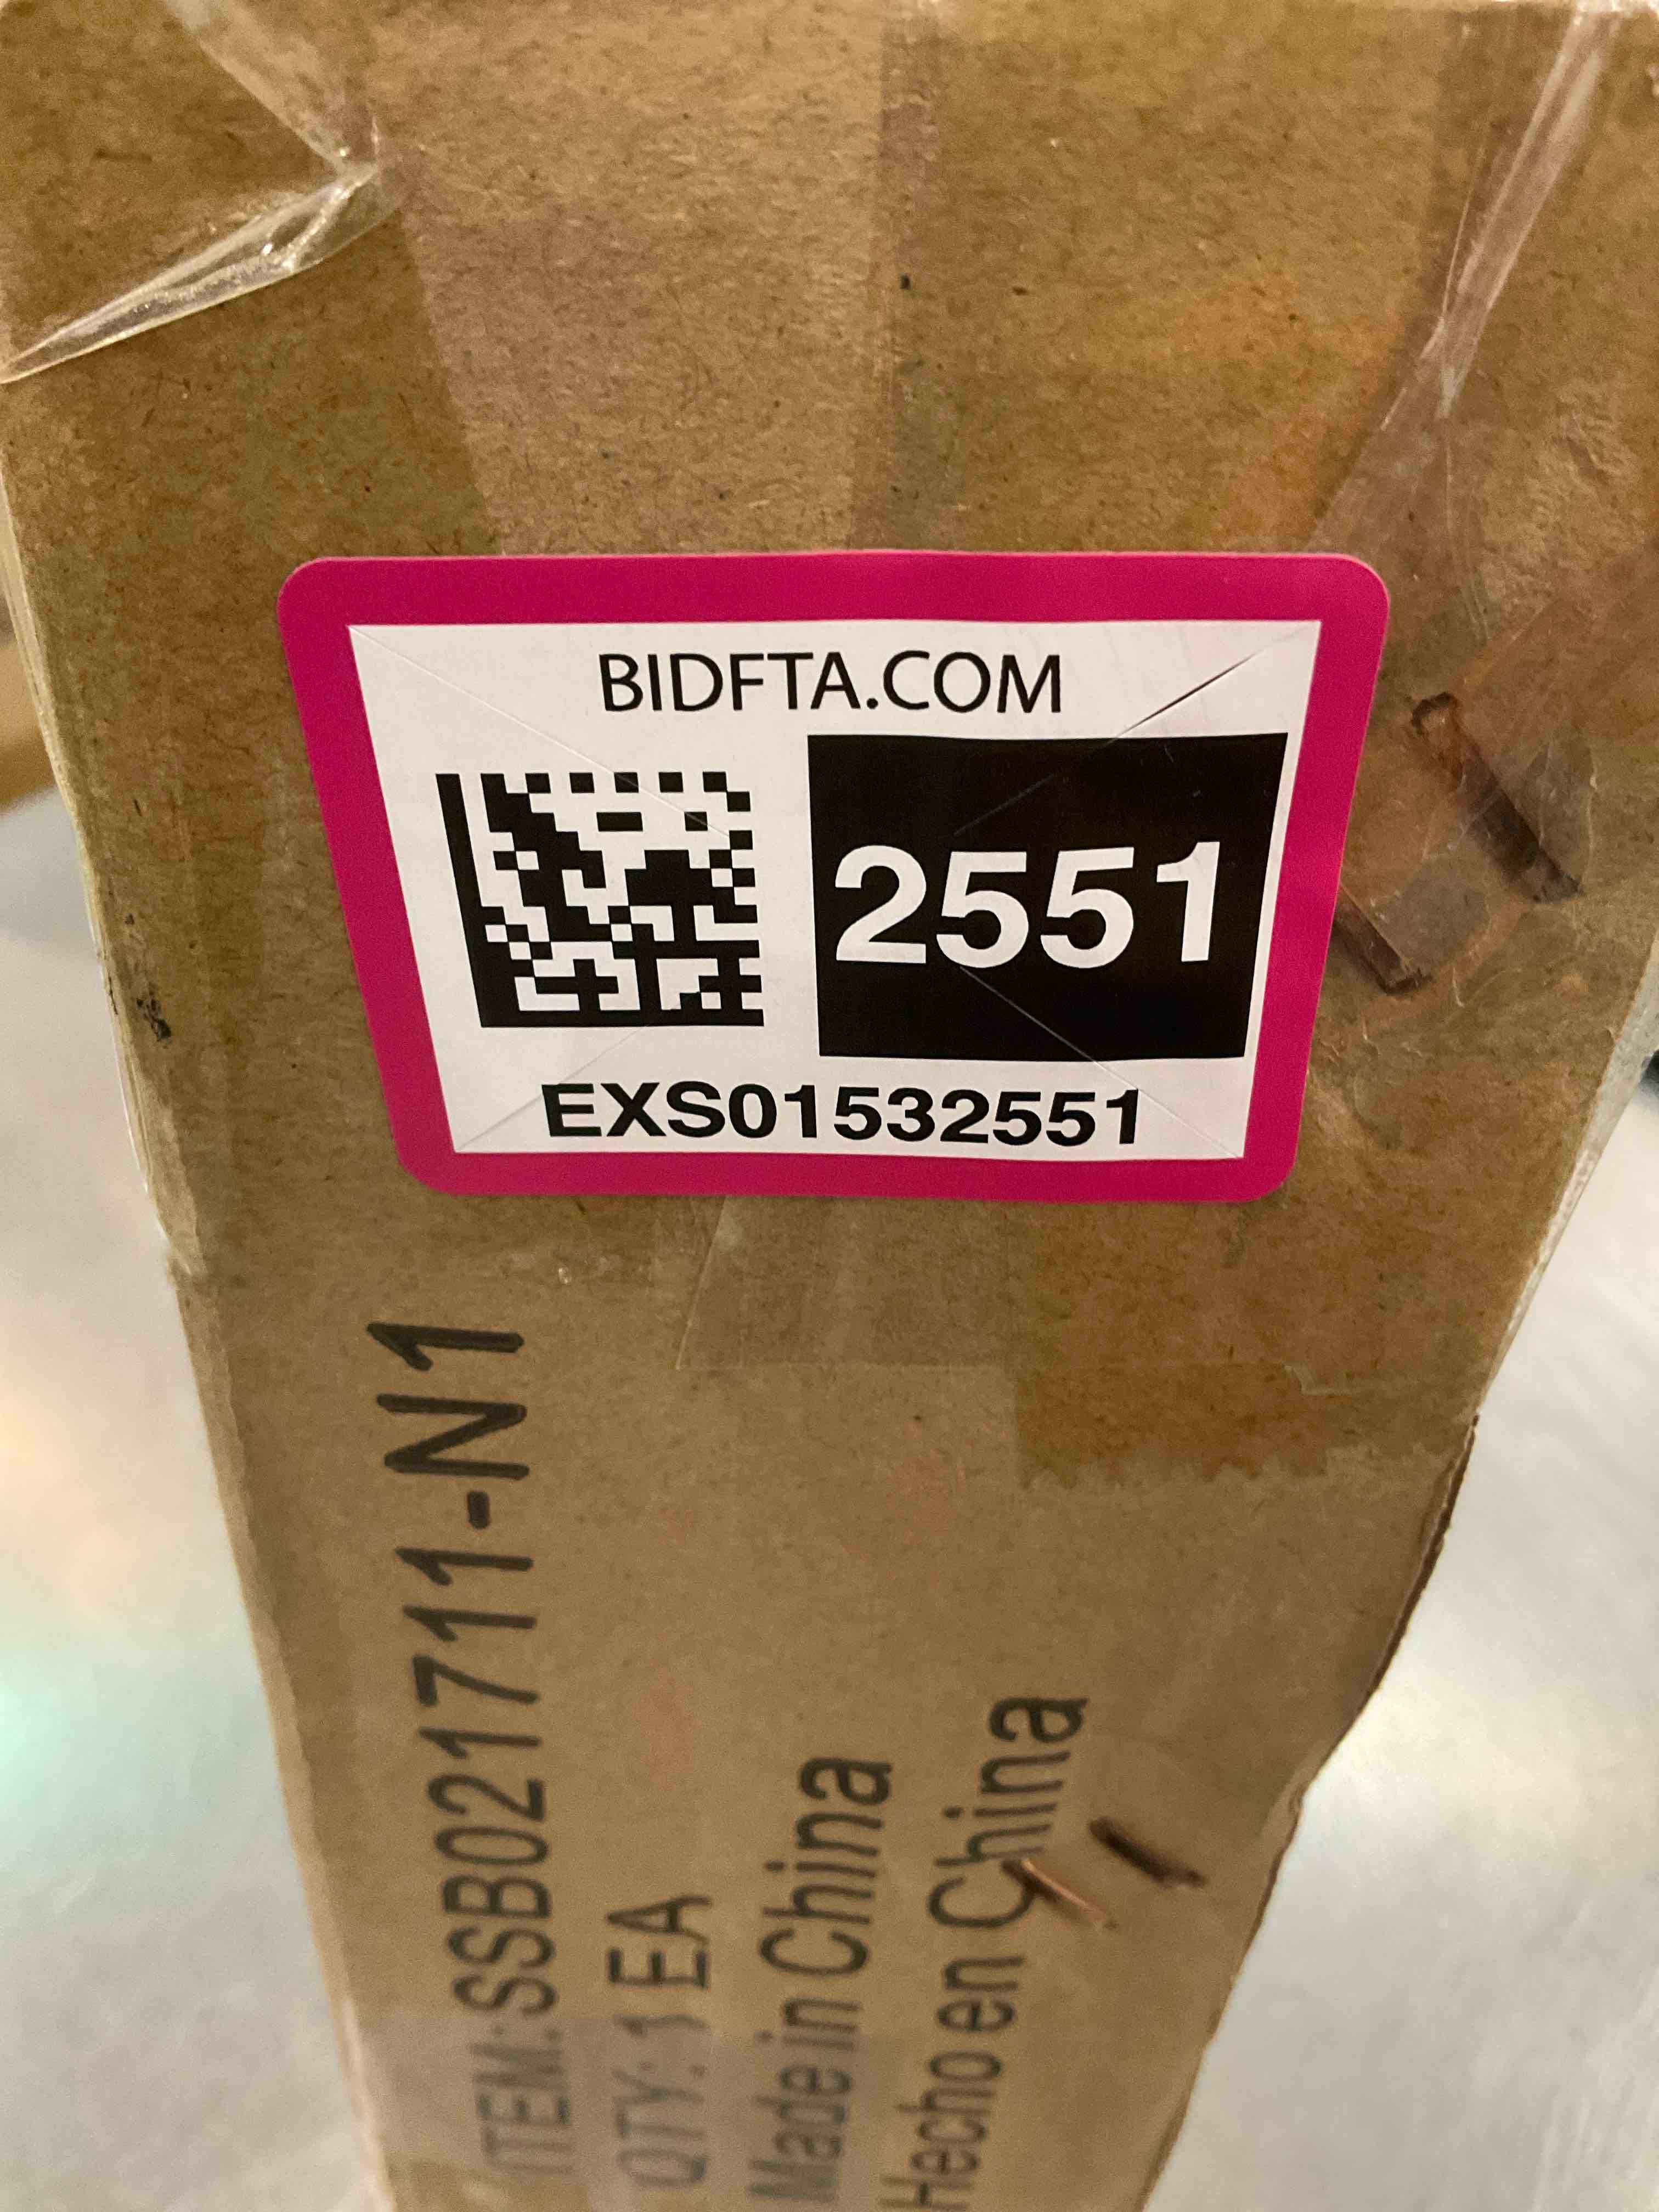 BIDFTA.COM
2551
EXS01532551
ITEM:SSB021711-N1
QTY: 1 EA
Made in China
Hecho en China